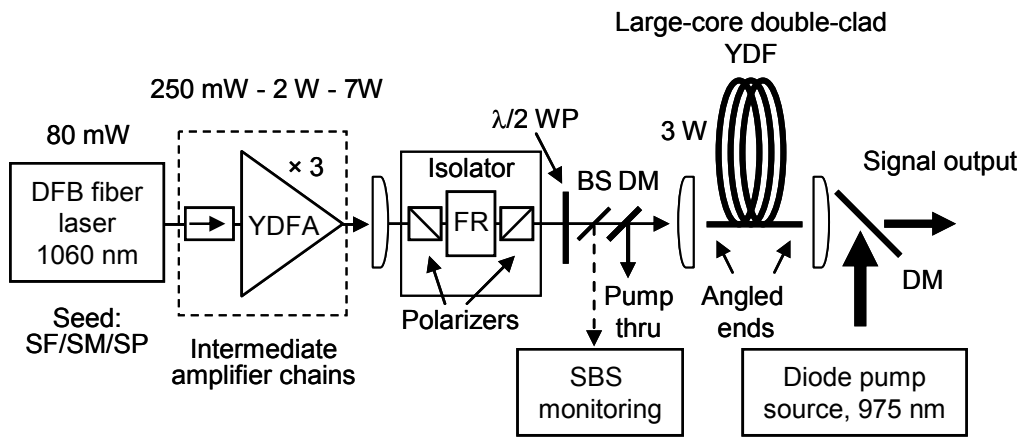 Large-core double-clad
YDF
250 mW - 2 W - 7W
80 mW
DFB fiber
laser
1060 nm
Seed:
SF/SM/SP
× 3
YDFA
Intermediate
amplifier chains
Isolator
FR
Polarizers
λ/2 WP
BS DM
Pump
thru
SBS
monitoring
3 W
Angled
ends
Signal output
DM
Diode pump
source, 975 nm